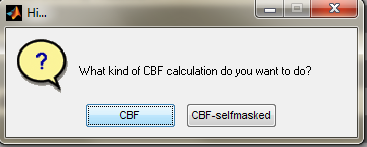 Hi...
?
What kind of CBF calculation do you want to do?
CBF CBF-selfmasked